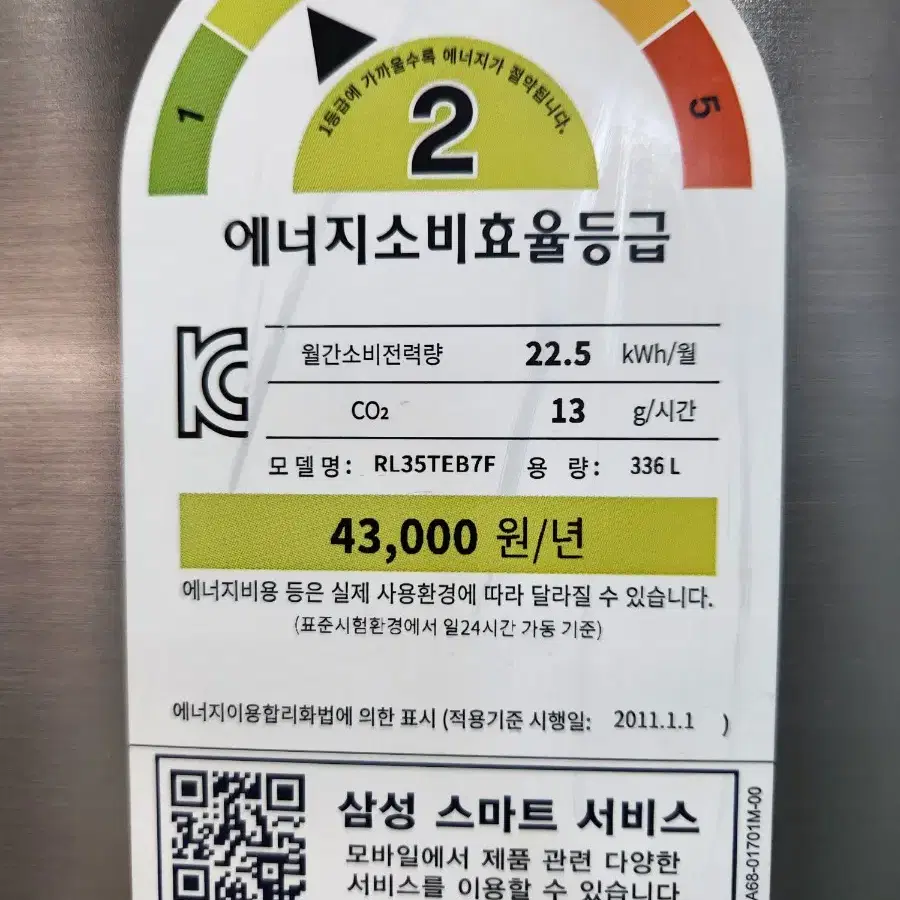 1등급에 가까울수록 에너지가 절약됩니다.
1
2
5
에너지소비효율등급
월간소비전력량 22.5 kWh/월
CO₂ 13 g/시간
모델명: RL35TEB7F 용 량: 336 L
43,000 원/년
에너지비용 등은 실제 사용환경에 따라 달라질 수 있습니다.
(표준시험환경에서 일24시간 가동 기준)
에너지이용합리화법에 의한 표시 (적용기준 시행일: 2011.1.1 )
삼성 스마트 서비스
모바일에서 제품 관련 다양한
서비스를 이용할 수 있습니다
A68-01701M-00